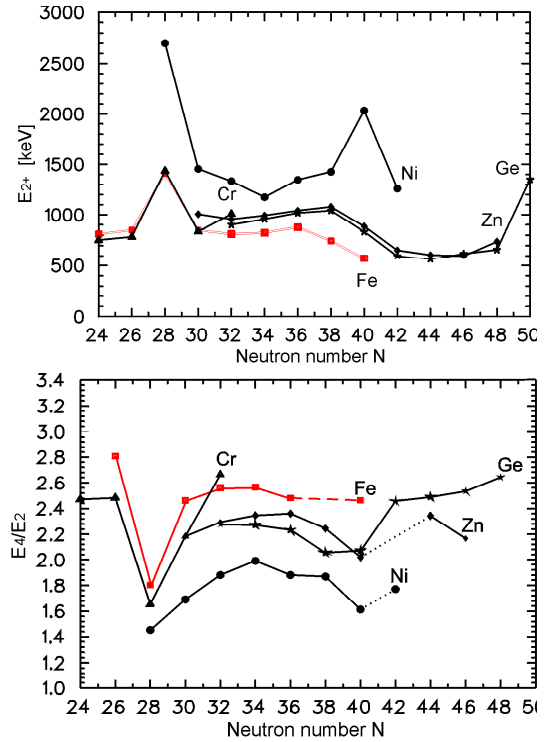 3000
2500
2000
1500
1000
500
0
E2+ [keV]
Ni
Cr
Ge
Zn
Fe
24 26 28 30 32 34 36 38 40 42 44 46 48 50
Neutron number N
3.4
3.2
3.0
2.8
2.6
2.4
2.2
2.0
1.8
1.6
1.4
1.2
1.0
E4/E2
Cr
Fe
Ge
Zn
Ni
24 26 28 30 32 34 36 38 40 42 44 46 48 50
Neutron number N